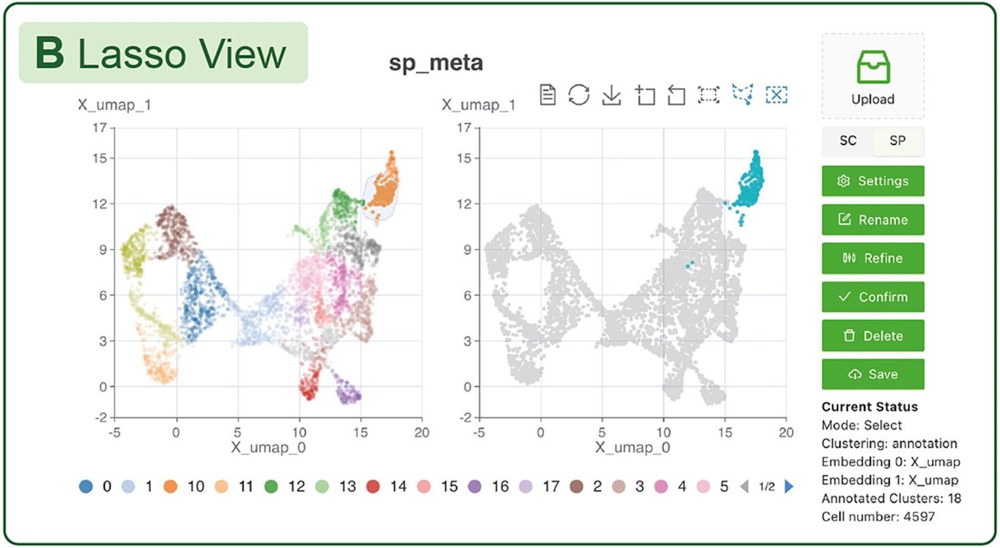 B Lasso View
sp_meta
X_umap_1
17
15
12
9
6
3
0
-2
-5 0 5 10 15 20
X_umap_0
X_umap_1
17
15
12
9
6
3
0
-2
-5 0 5 10 15 20
X_umap_0
0 1 10 11 12 13 14 15 16 17 2 3 4 5 1/2
Upload
SC SP
Settings
Rename
Refine
Confirm
Delete
Save
Current Status
Mode: Select
Clustering: annotation
Embedding 0: X_umap
Embedding 1: X_umap
Annotated Clusters: 18
Cell number: 4597